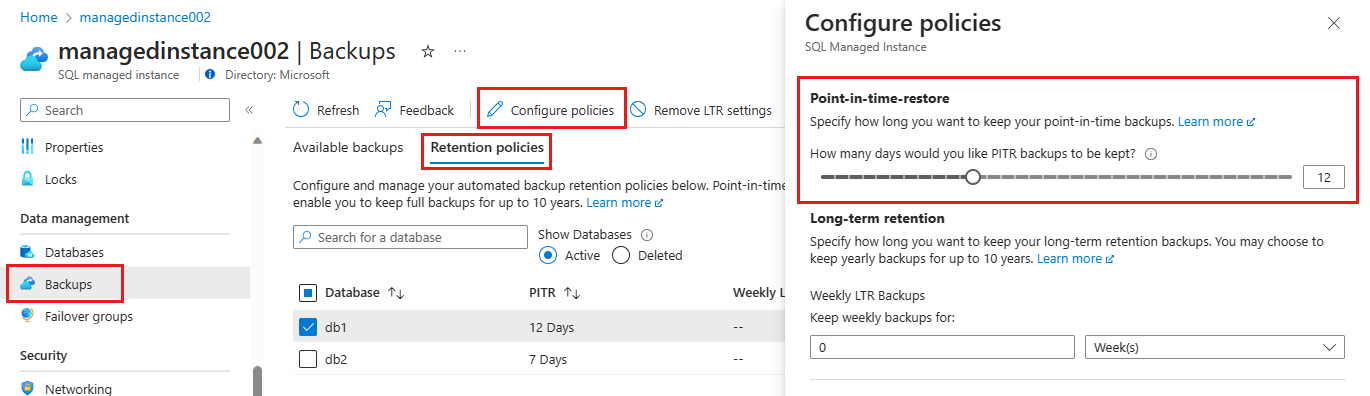 Home > managedinstance002
managedinstance002 | Backups
SQL managed instance
Directory: Microsoft
Search
Properties
Locks
Data management
Databases
Backups
Failover groups
Security
Networking
Refresh
Feedback
Configure policies
Remove LTR settings
Available backups
Retention policies
Configure and manage your automated backup retention policies below. Point-in-time
enable you to keep full backups for up to 10 years. Learn more
Search for a database
Show Databases
Active
Deleted
Database
PITR
Weekly L
db1
12 Days
--
db2
7 Days
--
Configure policies
SQL Managed Instance
Point-in-time-restore
Specify how long you want to keep your point-in-time backups. Learn more
How many days would you like PITR backups to be kept?
12
Long-term retention
Specify how long you want to keep your long-term retention backups. You may choose to
keep yearly backups for up to 10 years. Learn more
Weekly LTR Backups
Keep weekly backups for:
0
Week(s)